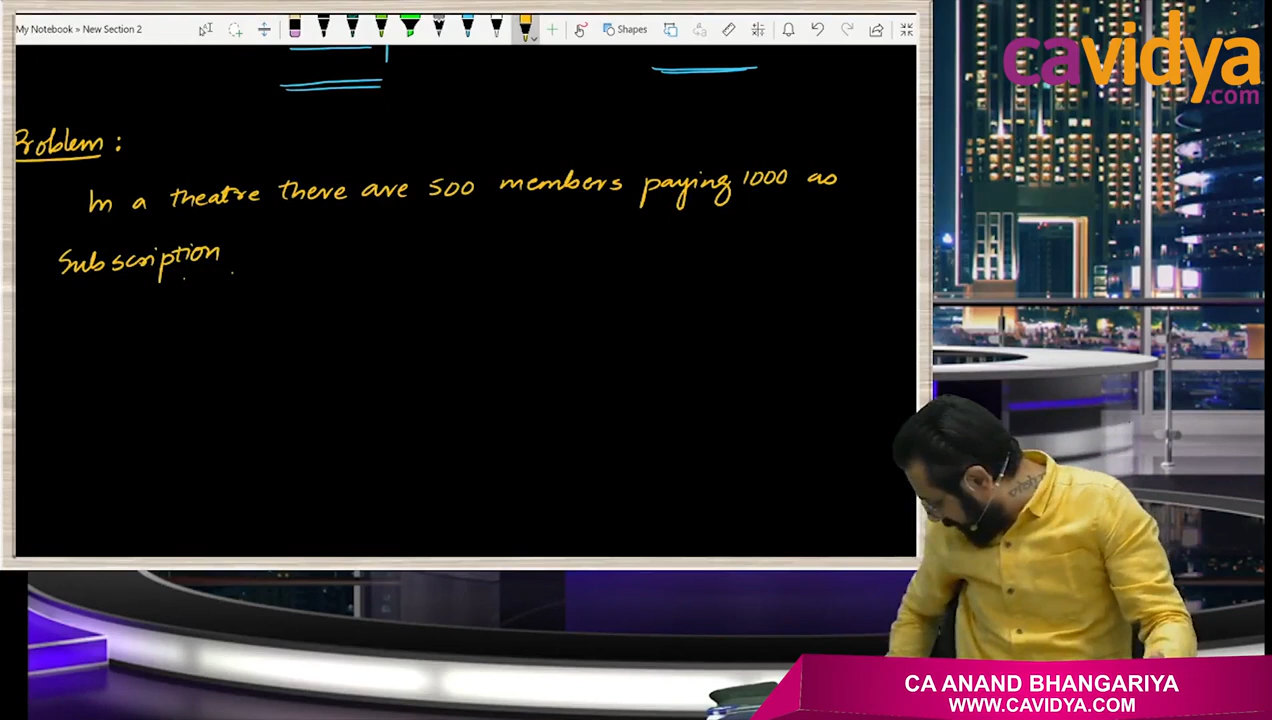 My Notebook » New Section 2
Shapes
cavidya
.com
Problem :
In a theatre there are 500 members paying 1000 as
Subscription
CA ANAND BHANGARIYA
WWW.CAVIDYA.COM